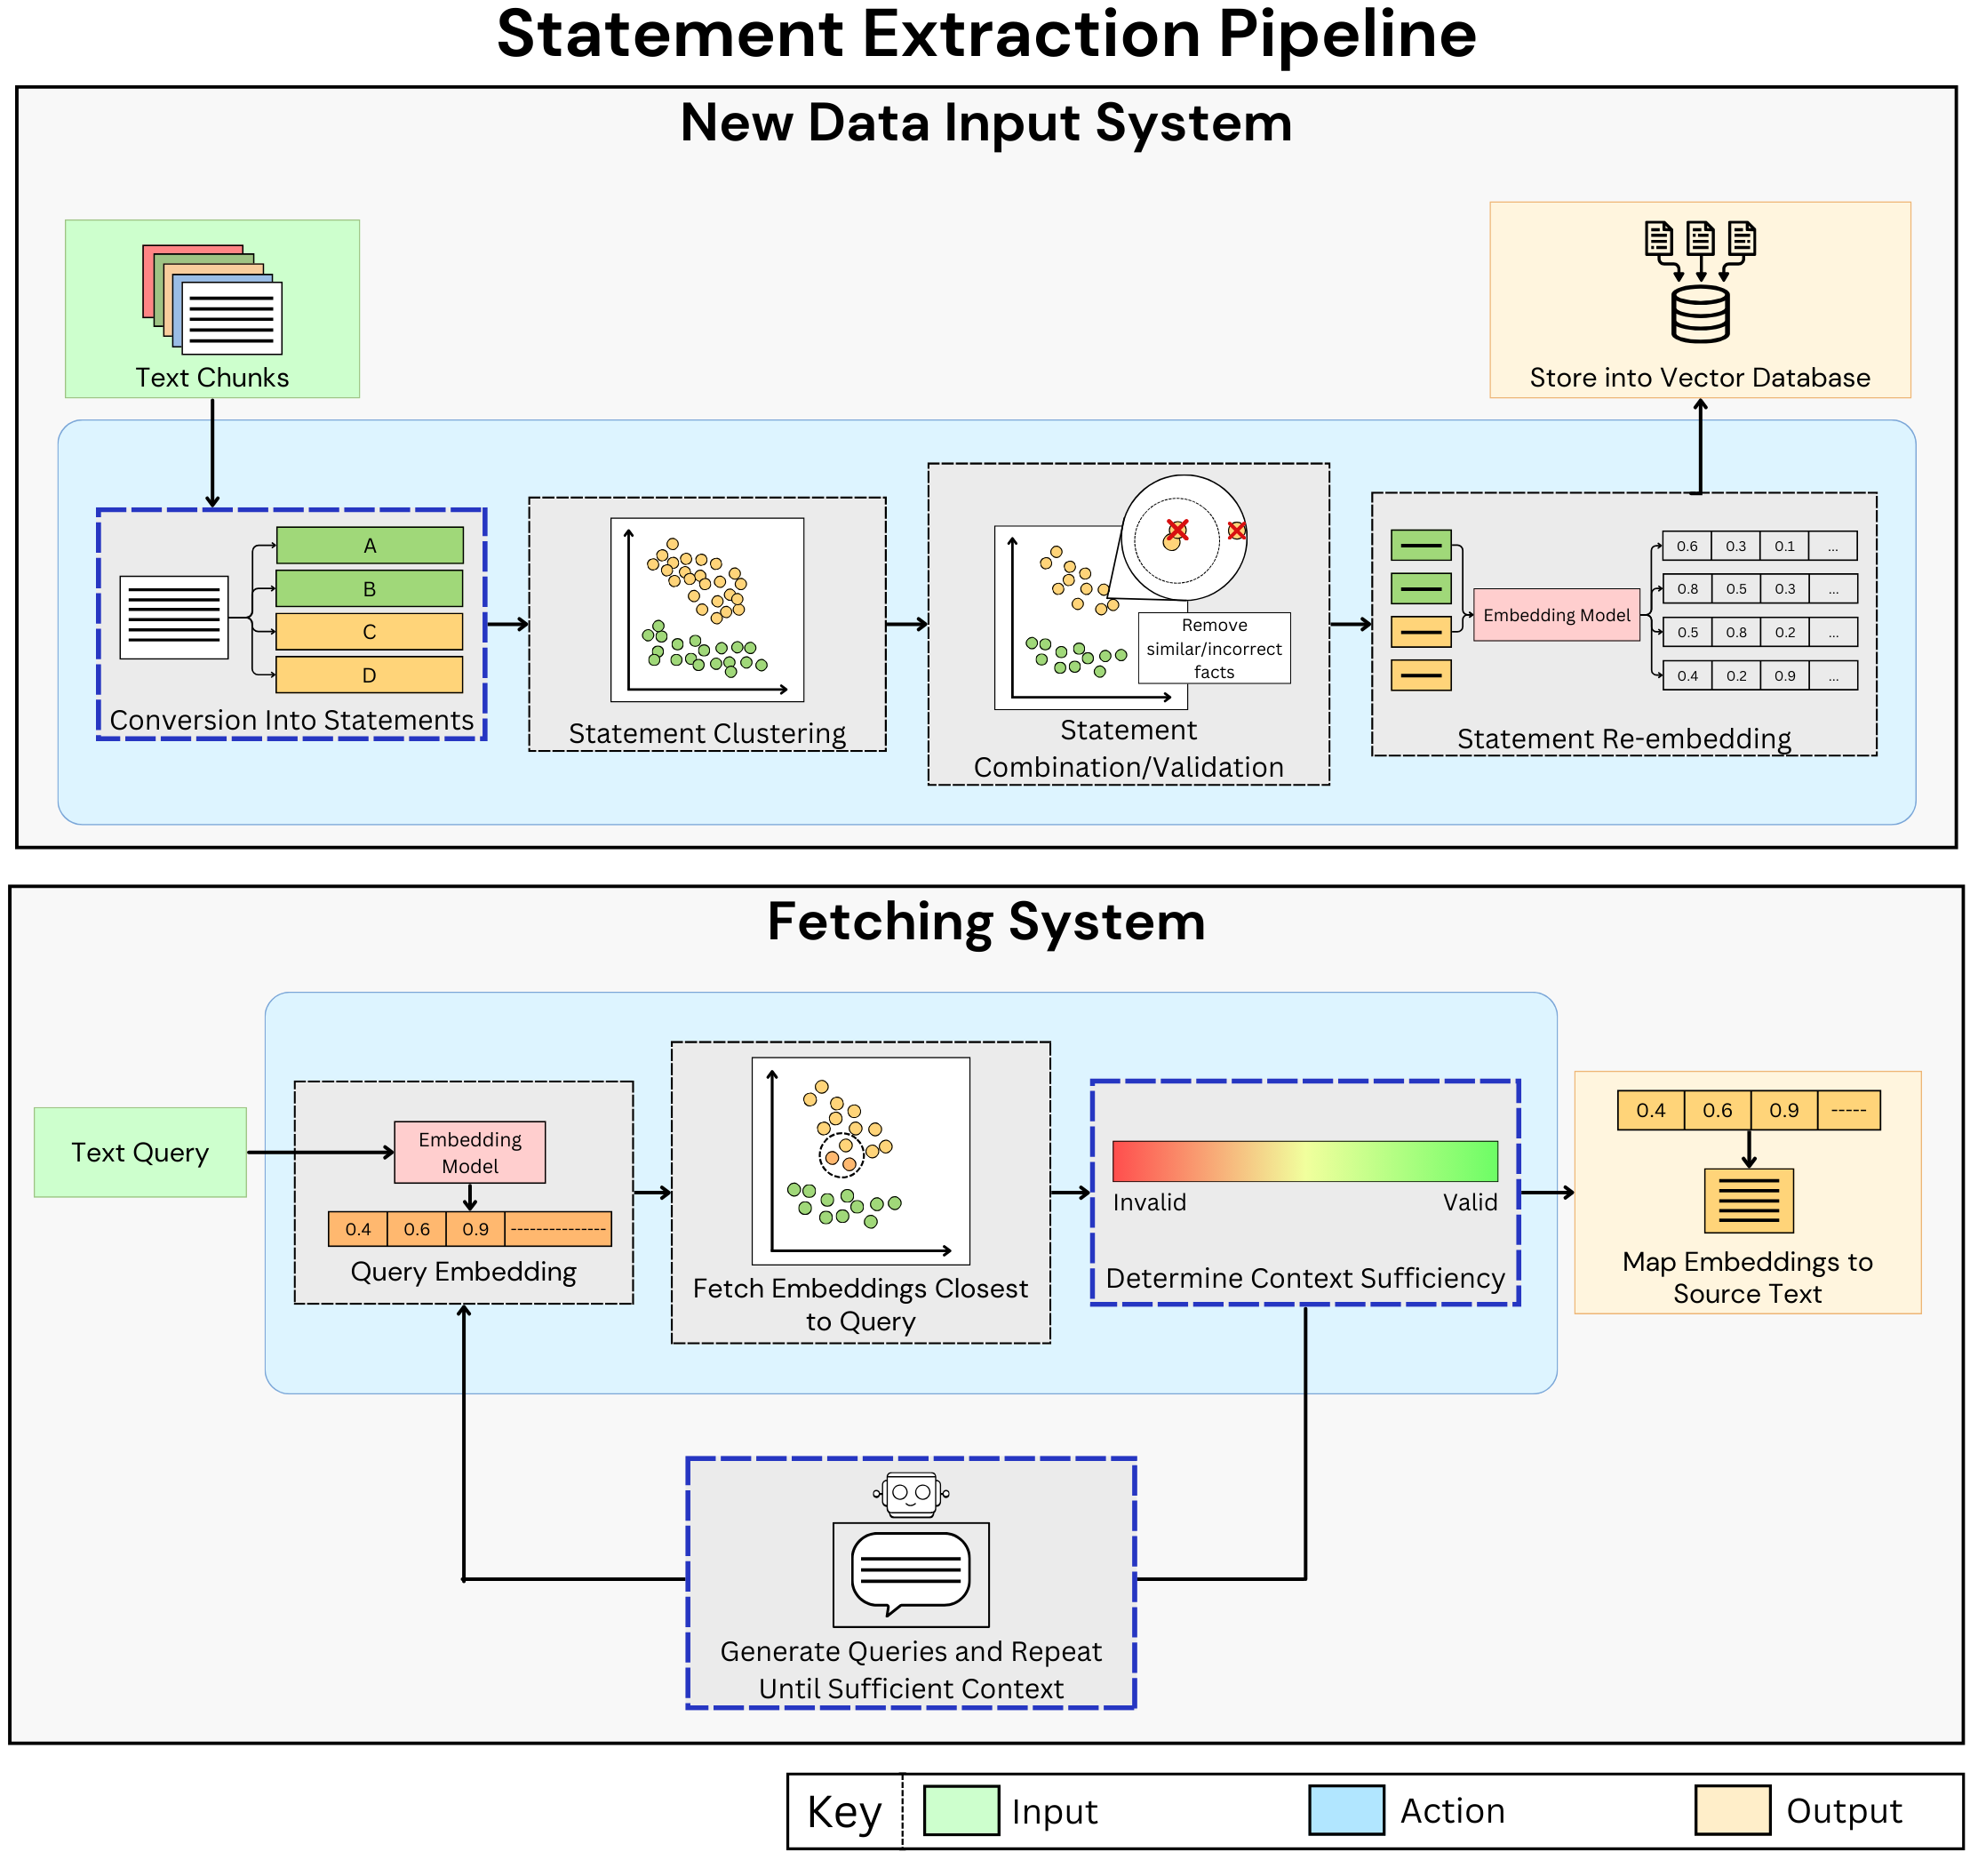 Statement Extraction Pipeline
New Data Input System
Text Chunks
Store into Vector Database
A
B
C
D
Conversion Into Statements
Statement Clustering
Remove
similar/incorrect
facts
Statement
Combination/Validation
Embedding Model
0.6 0.3 0.1 ...
0.8 0.5 0.3 ...
0.5 0.8 0.2 ...
0.4 0.2 0.9 ...
Statement Re-embedding
Fetching System
Text Query
Embedding
Model
0.4 0.6 0.9 ---------------
Query Embedding
Fetch Embeddings Closest
to Query
Invalid Valid
Determine Context Sufficiency
0.4 0.6 0.9 -----
Map Embeddings to
Source Text
Generate Queries and Repeat
Until Sufficient Context
Key Input Action Output